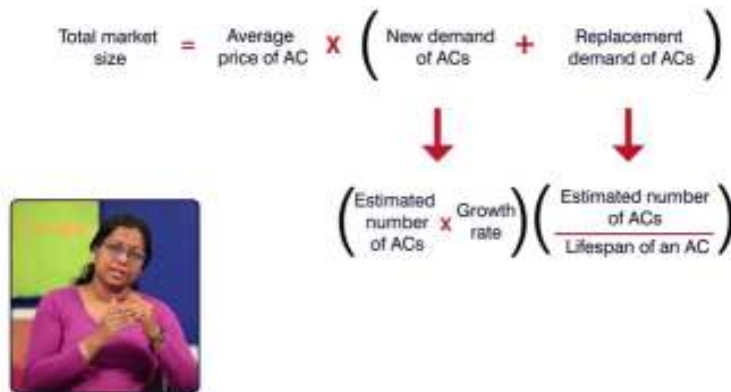 Total market size = Average price of AC X ( New demand of ACs + Replacement demand of ACs )
( Estimated number of ACs X Growth rate ) ( Estimated number of ACs / Lifespan of an AC )